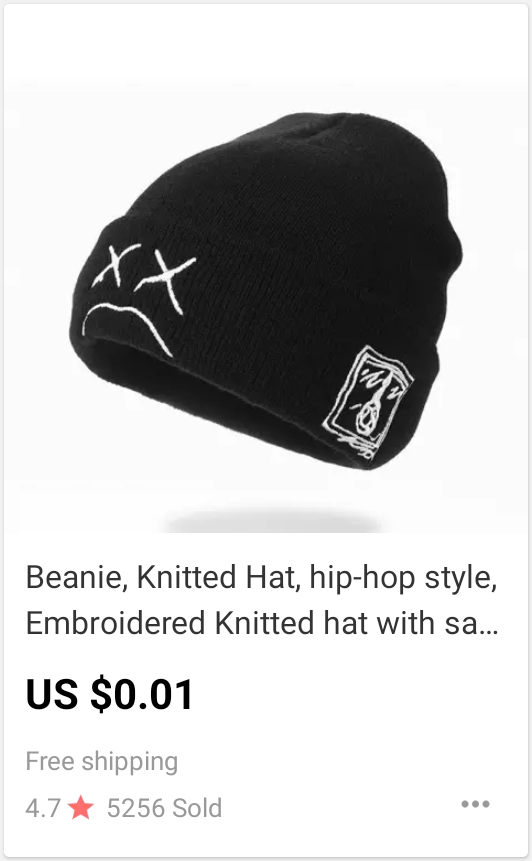 Beanie, Knitted Hat, hip-hop style,
Embroidered Knitted hat with sa...
US $0.01
Free shipping
4.7 5256 Sold